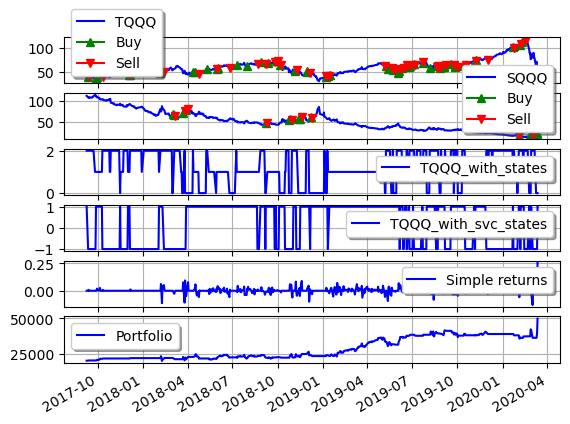 TQQQ
Buy
Sell
100
50
SQQQ
Buy
Sell
100
50
2
TQQQ_with_states
0
1
TQQQ_with_svc_states
−1
0.25
Simple returns
0.00
50000
Portfolio
25000
2017-10 2018-01 2018-04 2018-07 2018-10 2019-01 2019-04 2019-07 2019-10 2020-01 2020-04